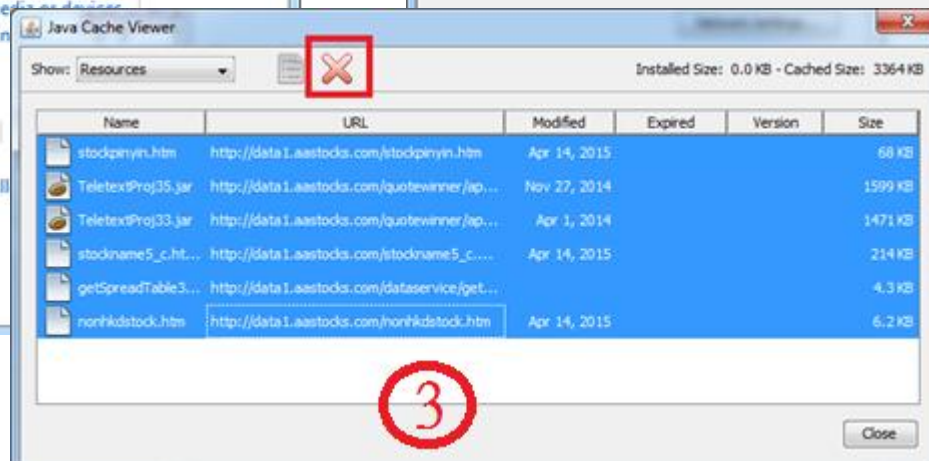 Java Cache Viewer
Show: Resources
Installed Size: 0.0 KB - Cached Size: 3364 KB
Name URL Modified Expired Version Size
stockpinyin.htm http://data1.aastocks.com/stockpinyin.htm Apr 14, 2015 68 KB
TeletextProj35.jar http://data1.aastocks.com/quotewinner/ap... Nov 27, 2014 1599 KB
TeletextProj33.jar http://data1.aastocks.com/quotewinner/ap... Apr 1, 2014 1471 KB
stockname5_c.ht... http://data1.aastocks.com/stockname5_c.... Apr 14, 2015 214 KB
getSpreadTable3... http://data1.aastocks.com/dataservice/get... 4.3 KB
nonhkdstock.htm http://data1.aastocks.com/nonhkdstock.htm Apr 14, 2015 6.2 KB
3
Close